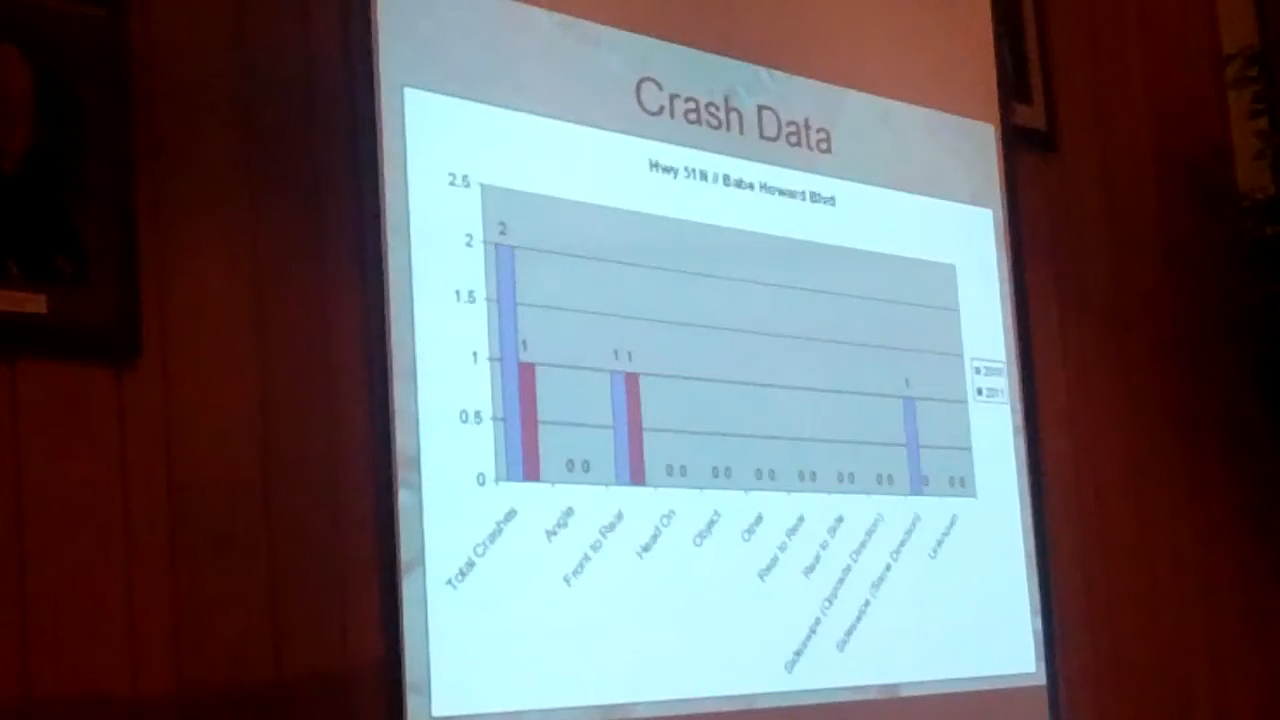 Crash Data
Hwy 51N // Babe Howard Blvd
2.5
2
1.5
1
0.5
0
2
1
0 0
1 1
0 0
0 0
0 0
0 0
0 0
0 0
1
0
0 0
Total Crashes
Angle
Front to Rear
Head On
Object
Other
Rear to Rear
Rear to Side
Sideswipe (Opposite Direction)
Sideswipe (Same Direction)
Unknown
2011